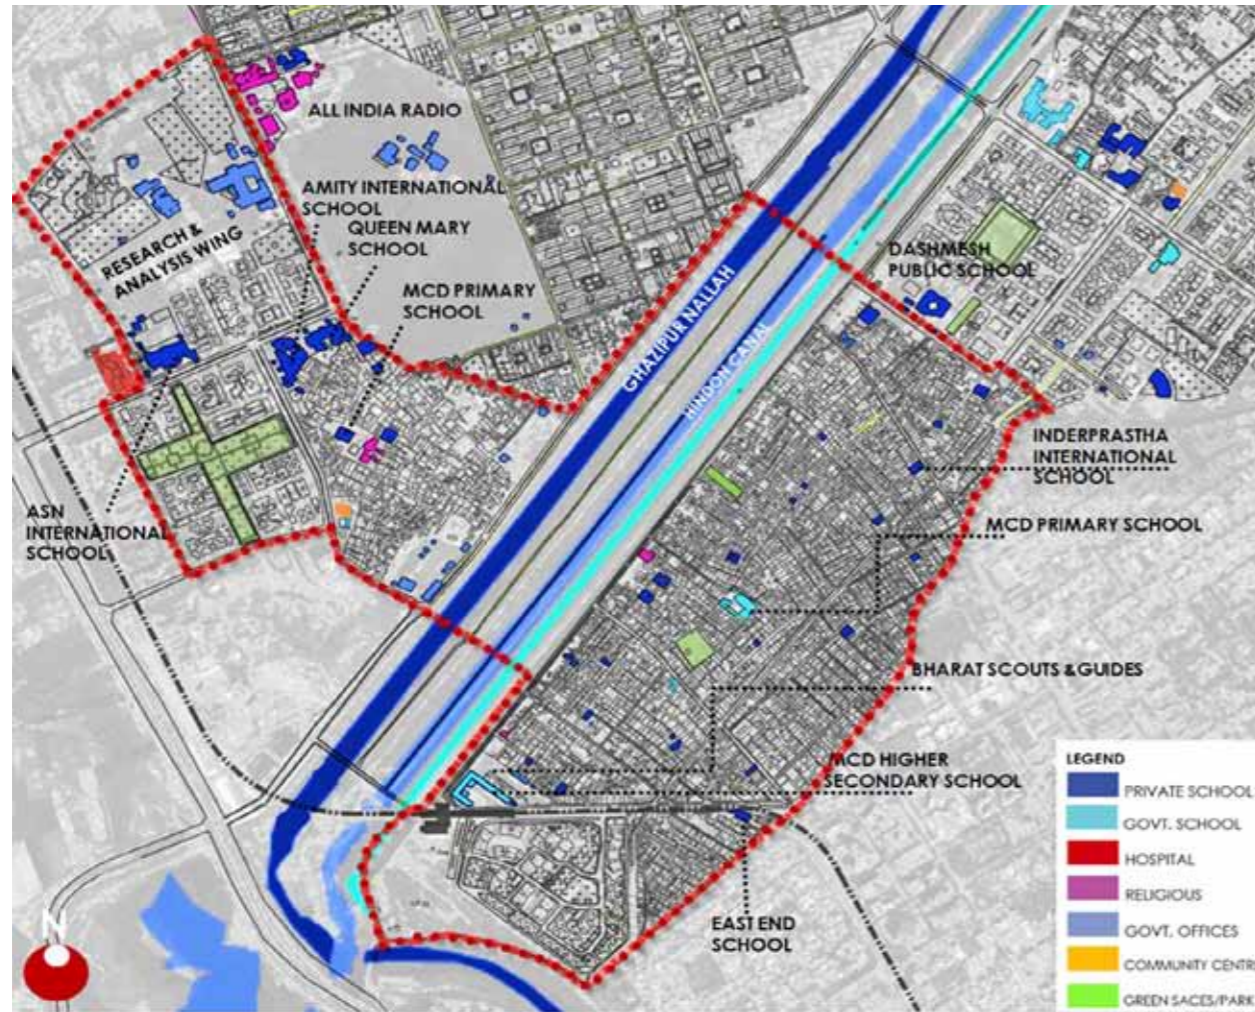 ALL INDIA RADIO
AMITY INTERNATIONAL
SCHOOL
QUEEN MARY
SCHOOL
MCD PRIMARY
SCHOOL
RESEARCH &
ANALYSIS WING
GHAZIPUR NALLAH
HINDON CANAL
DASHMESH
PUBLIC SCHOOL
INDERPRASTHA
INTERNATIONAL
SCHOOL
ASN
INTERNATIONAL
SCHOOL
MCD PRIMARY SCHOOL
BHARAT SCOUTS & GUIDES
MCD HIGHER
SECONDARY SCHOOL
EAST END
SCHOOL
N
LEGEND
PRIVATE SCHOOL
GOVT. SCHOOL
HOSPITAL
RELIGIOUS
GOVT. OFFICES
COMMUNITY CENTRE
GREEN SACES/PARK